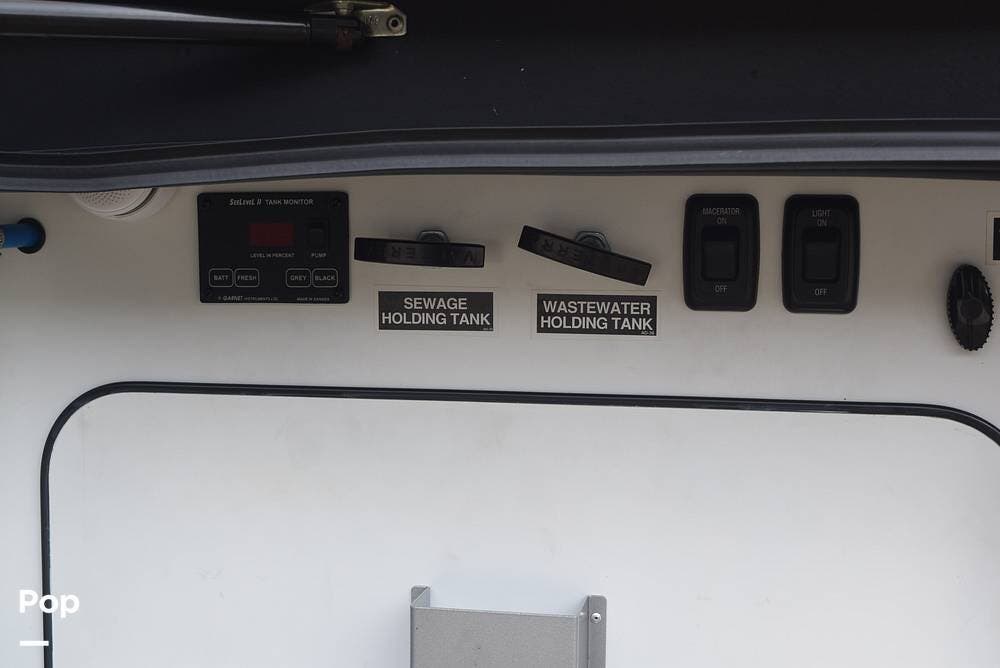 SEELEVEL II TANK MONITOR
LEVEL IN PERCENT
PUMP
BATT
FRESH
GREY
BLACK
GARNET INSTRUMENTS LTD.
MADE IN CANADA
SEWAGE
HOLDING TANK
WASTEWATER
HOLDING TANK
MACERATOR
ON
OFF
LIGHT
ON
OFF
Pop